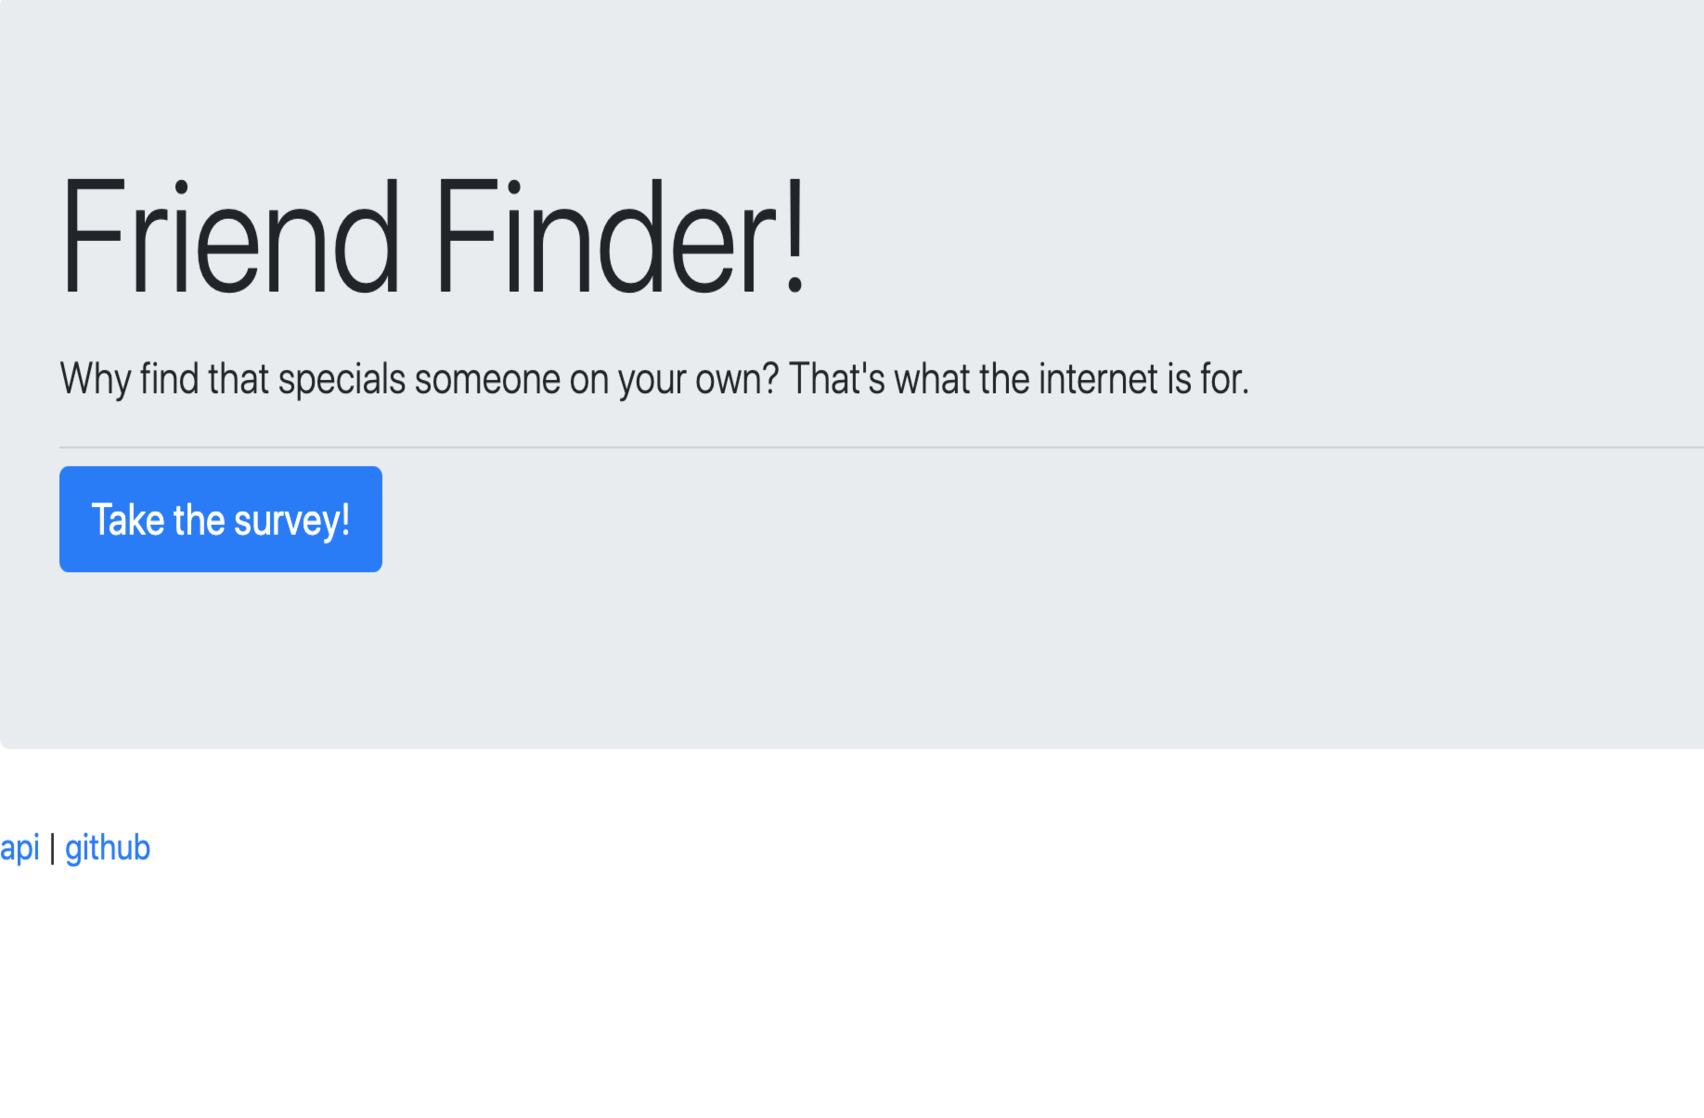 Friend Finder!
Why find that specials someone on your own? That's what the internet is for.
Take the survey!
api | github